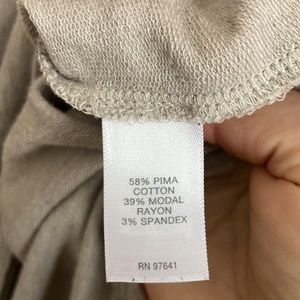 58% PIMA
COTTON
39% MODAL
RAYON
3% SPANDEX
RN 97641